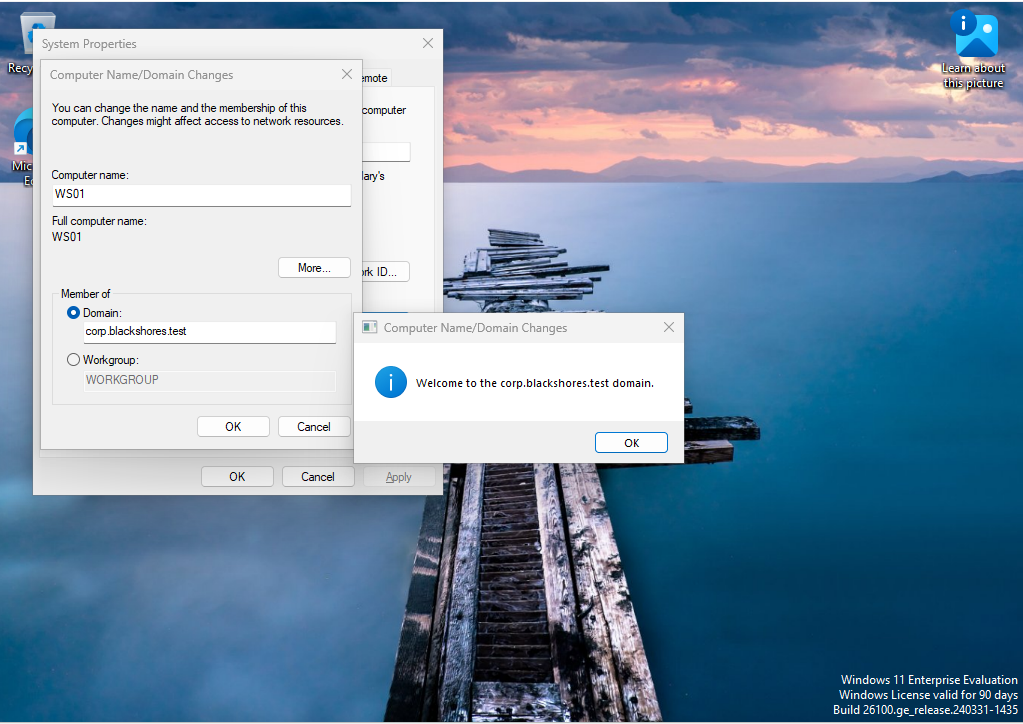 System Properties
Computer Name/Domain Changes
You can change the name and the membership of this
computer. Changes might affect access to network resources.
Computer name:
WS01
Full computer name:
WS01
More...
Member of
Domain:
corp.blackshores.test
Workgroup:
WORKGROUP
OK
Cancel
emote
computer
ary's
rk ID...
OK
Cancel
Apply
Computer Name/Domain Changes
Welcome to the corp.blackshores.test domain.
OK
Recy
Mic
E
Learn about
this picture
Windows 11 Enterprise Evaluation
Windows License valid for 90 days
Build 26100.ge_release.240331-1435